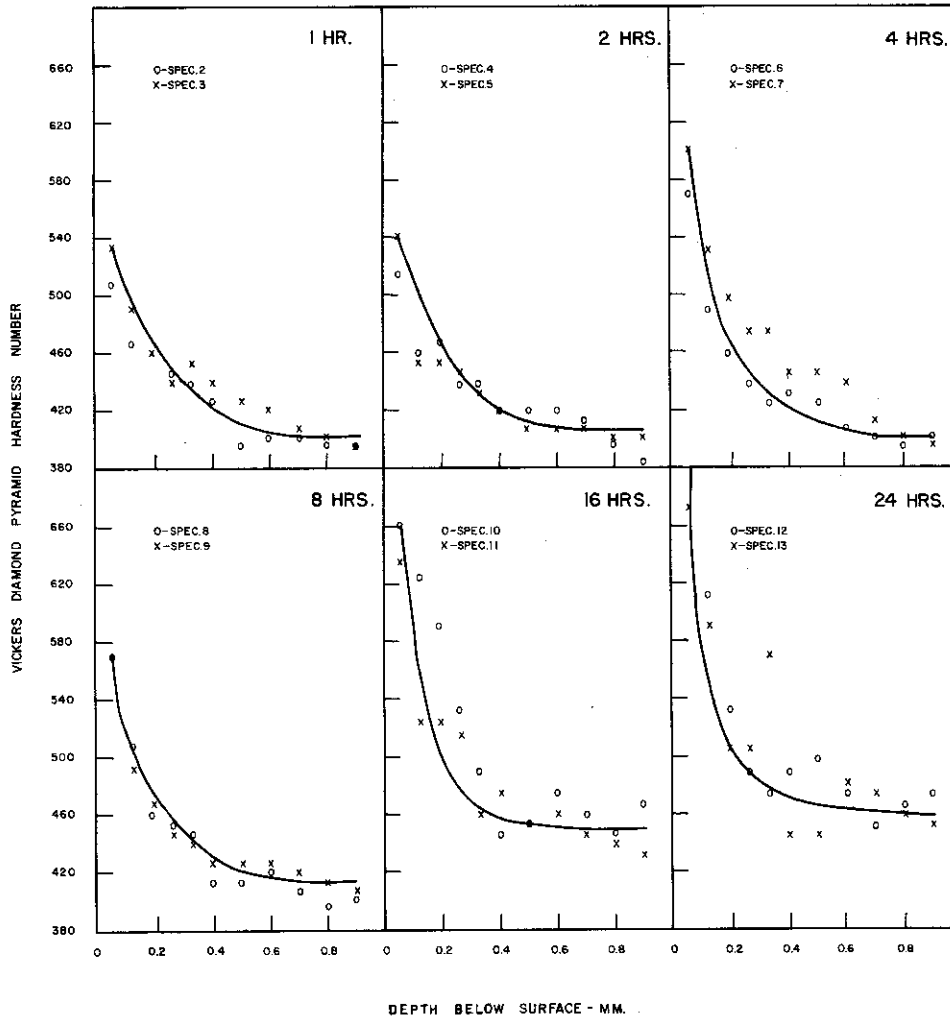 1 HR.
O-SPEC.2
X-SPEC.3
2 HRS.
O-SPEC.4
X-SPEC.5
4 HRS.
O-SPEC.6
X-SPEC.7
660
620
580
540
500
460
420
380
8 HRS.
O-SPEC.8
X-SPEC.9
16 HRS.
O-SPEC.10
X-SPEC.11
24 HRS.
O-SPEC.12
X-SPEC.13
660
620
580
540
500
460
420
380
0 0.2 0.4 0.6 0.8 0 0.2 0.4 0.6 0.8 0 0.2 0.4 0.6 0.8
VICKERS DIAMOND PYRAMID HARDNESS NUMBER
DEPTH BELOW SURFACE - MM.